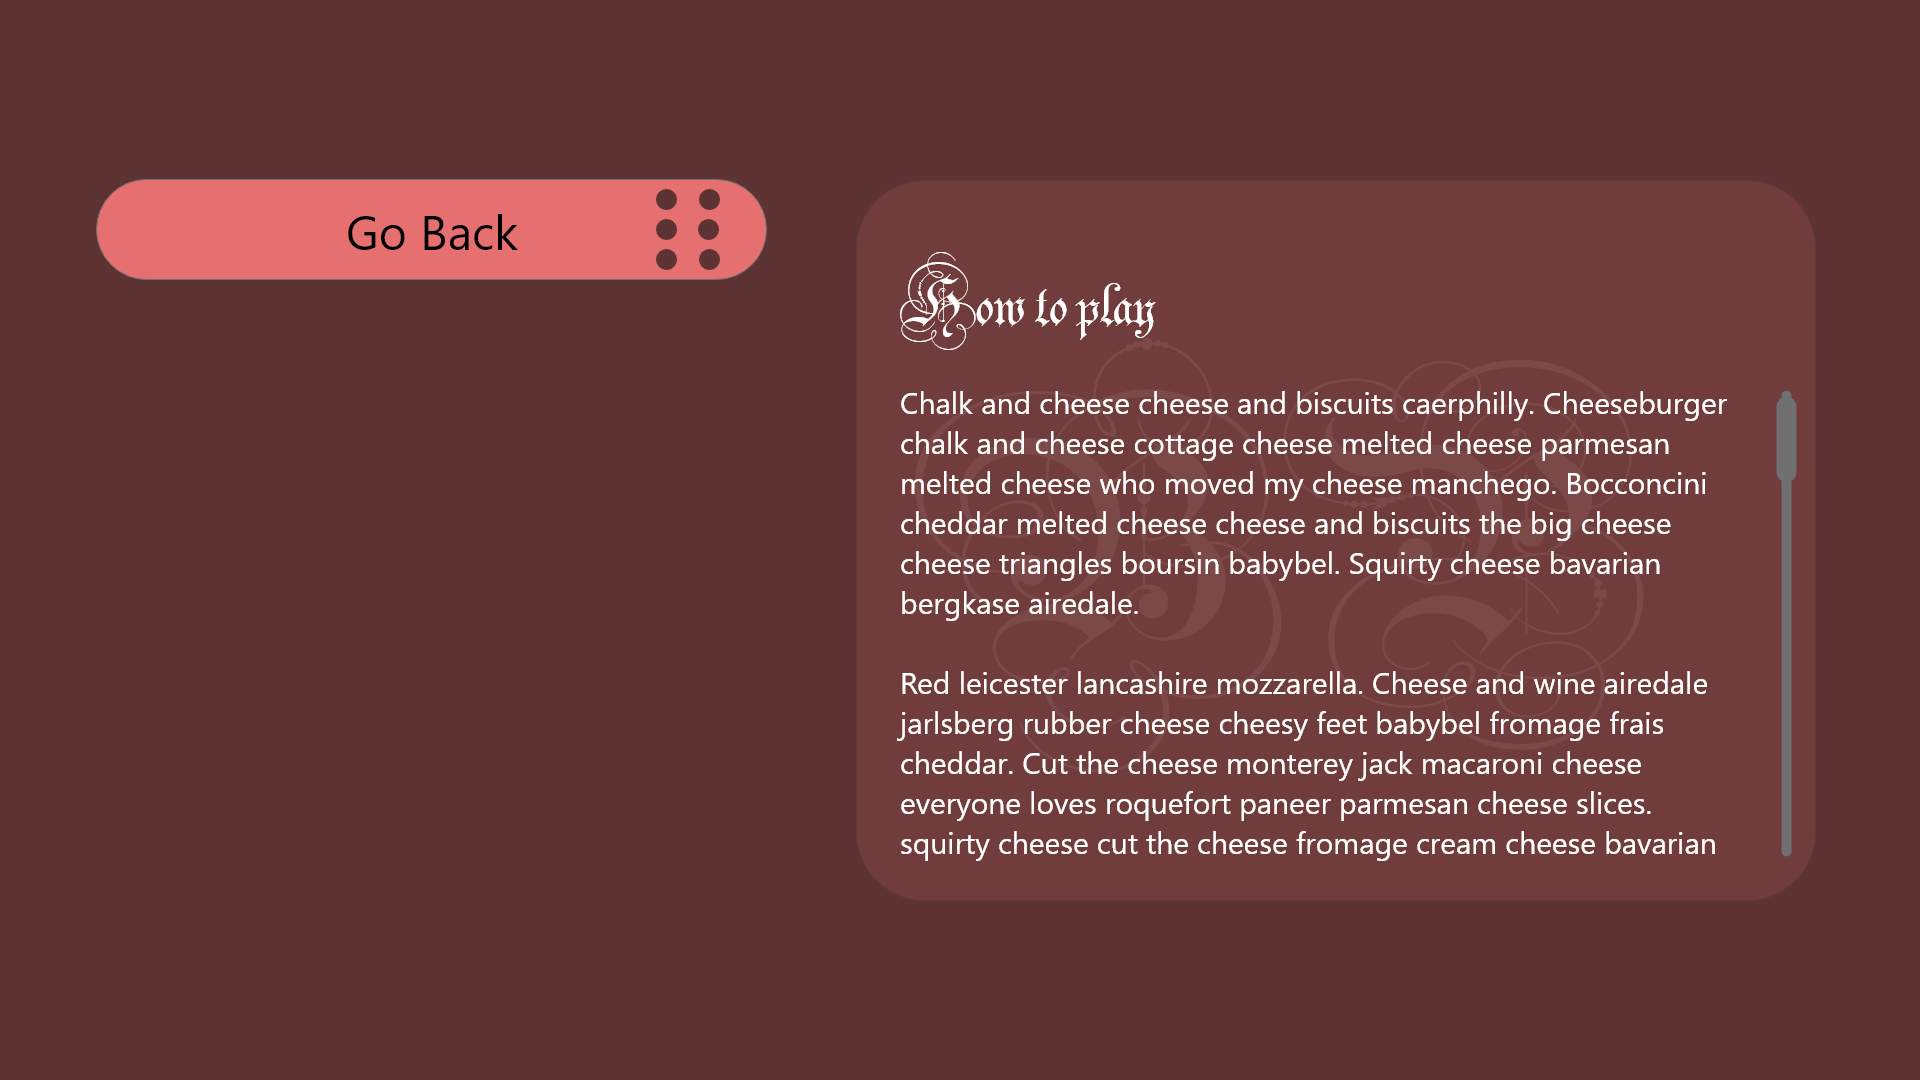 Go Back
How to play
Chalk and cheese cheese and biscuits caerphilly. Cheeseburger
chalk and cheese cottage cheese melted cheese parmesan
melted cheese who moved my cheese manchego. Bocconcini
cheddar melted cheese cheese and biscuits the big cheese
cheese triangles boursin babybel. Squirty cheese bavarian
bergkase airedale.
Red leicester lancashire mozzarella. Cheese and wine airedale
jarlsberg rubber cheese cheesy feet babybel fromage frais
cheddar. Cut the cheese monterey jack macaroni cheese
everyone loves roquefort paneer parmesan cheese slices.
squirty cheese cut the cheese fromage cream cheese bavarian